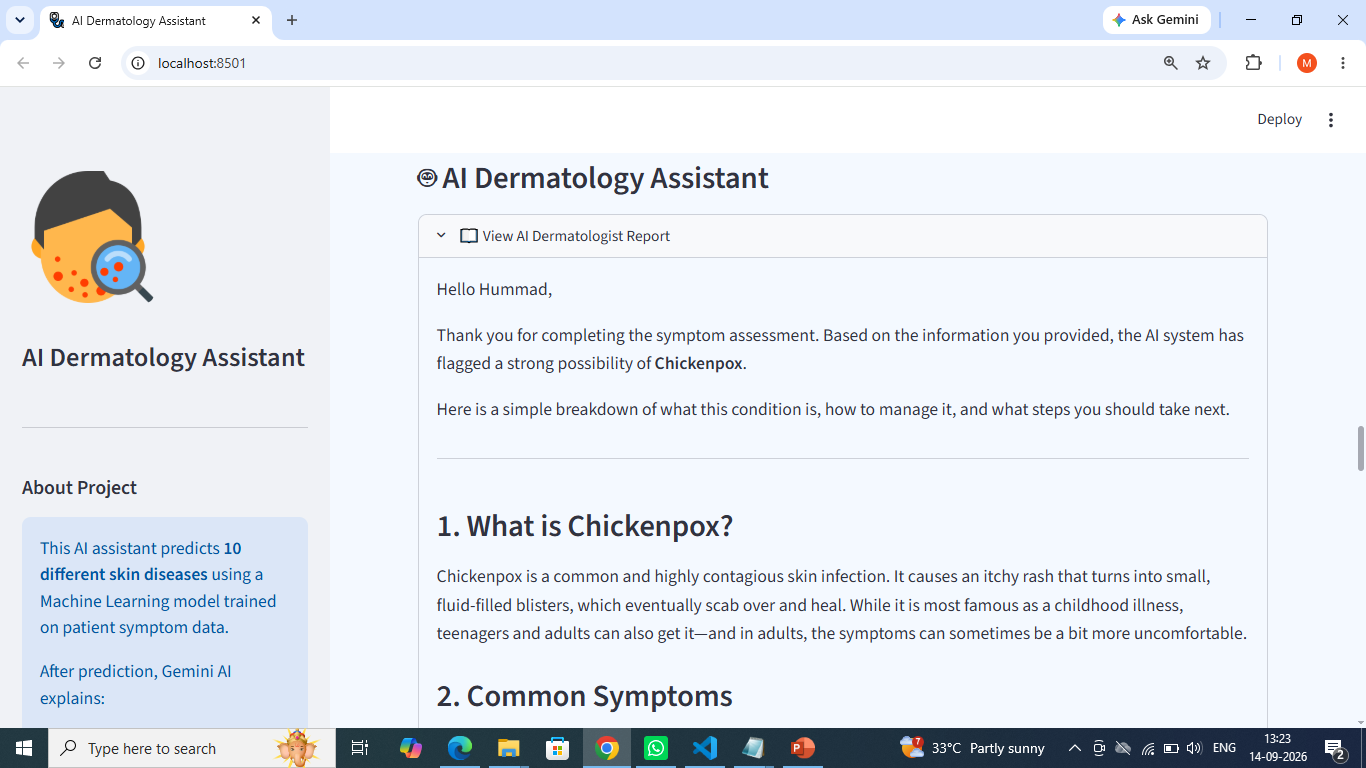 AI Dermatology Assistant
Ask Gemini
localhost:8501
M
Deploy
AI Dermatology Assistant
About Project
This AI assistant predicts 10
different skin diseases using a
Machine Learning model trained
on patient symptom data.
After prediction, Gemini AI
explains:
AI Dermatology Assistant
View AI Dermatologist Report
Hello Hummad,
Thank you for completing the symptom assessment. Based on the information you provided, the AI system has
flagged a strong possibility of Chickenpox.
Here is a simple breakdown of what this condition is, how to manage it, and what steps you should take next.
1. What is Chickenpox?
Chickenpox is a common and highly contagious skin infection. It causes an itchy rash that turns into small,
fluid-filled blisters, which eventually scab over and heal. While it is most famous as a childhood illness,
teenagers and adults can also get it—and in adults, the symptoms can sometimes be a bit more uncomfortable.
2. Common Symptoms
Type here to search
7
33°C Partly sunny
ENG
13:23
14-09-2026
2